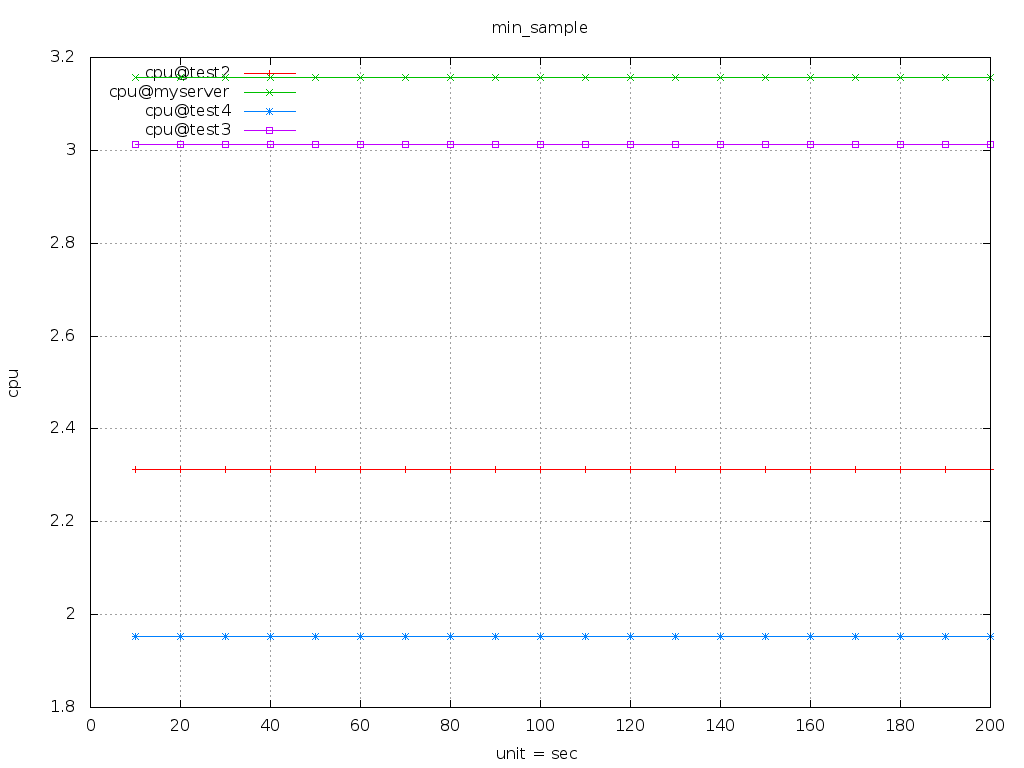 min_sample
3.2
cpu@test2
cpu@myserver
cpu@test4
cpu@test3
3
2.8
2.6
cpu
2.4
2.2
2
1.8
0 20 40 60 80 100 120 140 160 180 200
unit = sec